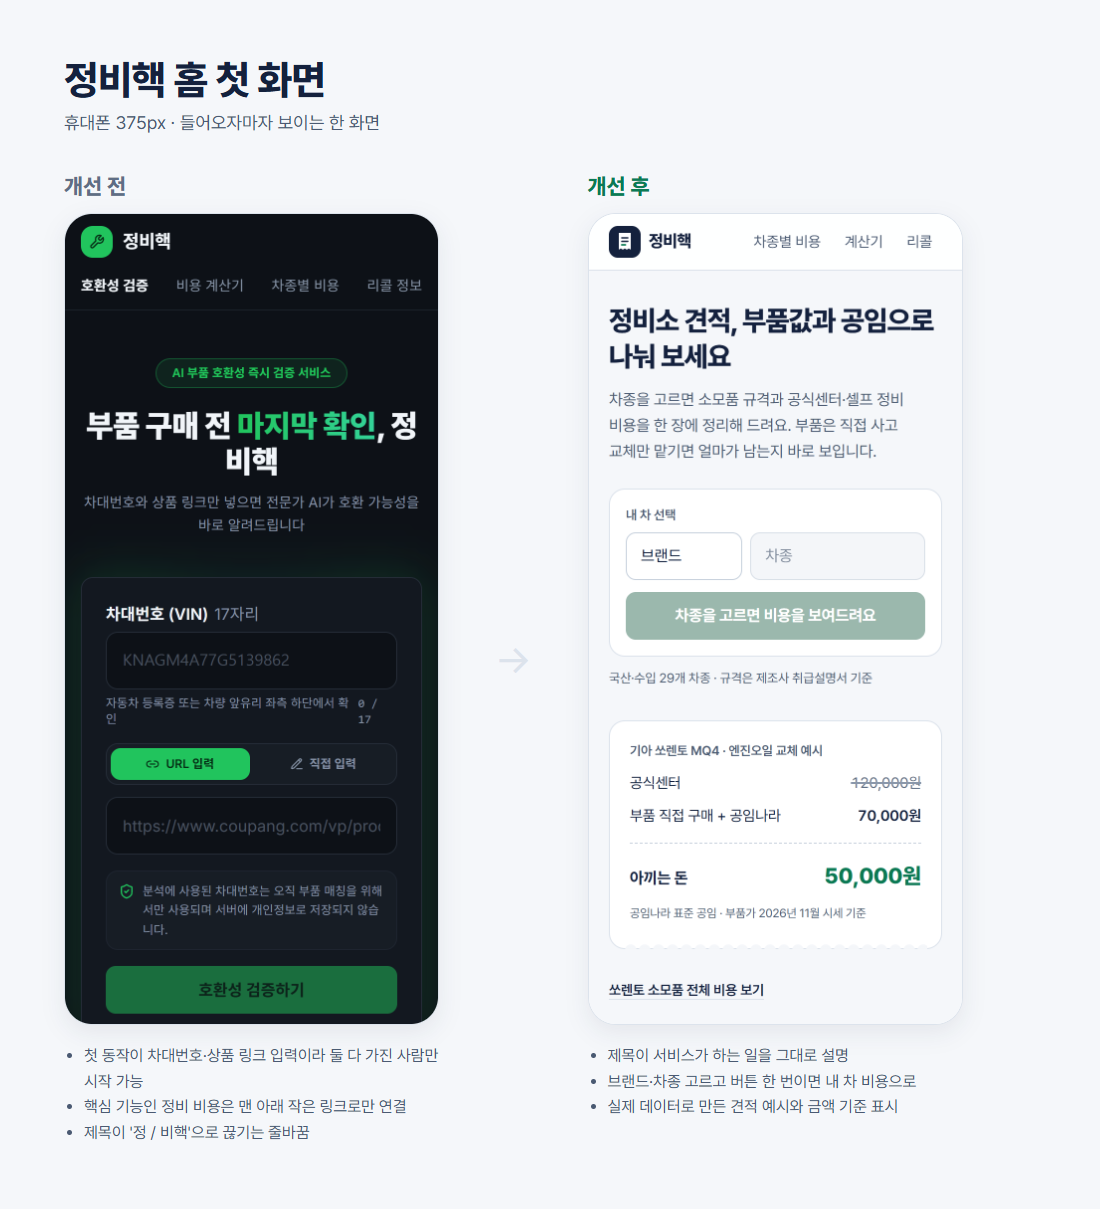 정비핵 홈 첫 화면
휴대폰 375px · 들어오자마자 보이는 한 화면
개선 전
정비핵
호환성 검증 비용 계산기 차종별 비용 리콜 정보
AI 부품 호환성 즉시 검증 서비스
부품 구매 전 마지막 확인, 정
비핵
차대번호와 상품 링크만 넣으면 전문가 AI가 호환 가능성을
바로 알려드립니다
차대번호 (VIN) 17자리
KNAGM4A77G5139862
자동차 등록증 또는 차량 앞유리 좌측 하단에서 확
인
0 /
17
URL 입력
직접 입력
https://www.coupang.com/vp/pro
분석에 사용된 차대번호는 오직 부품 매칭을 위해
서만 사용되며 서버에 개인정보로 저장되지 않습
니다.
호환성 검증하기
첫 동작이 차대번호·상품 링크 입력이라 둘 다 가진 사람만
시작 가능
핵심 기능인 정비 비용은 맨 아래 작은 링크로만 연결
제목이 '정 / 비핵'으로 끊기는 줄바꿈
→
개선 후
정비핵
차종별 비용 계산기 리콜
정비소 견적, 부품값과 공임으로
나눠 보세요
차종을 고르면 소모품 규격과 공식센터·셀프 정비
비용을 한 장에 정리해 드려요. 부품은 직접 사고
교체만 맡기면 얼마가 남는지 바로 보입니다.
내 차 선택
브랜드
차종
차종을 고르면 비용을 보여드려요
국산·수입 29개 차종 · 규격은 제조사 취급설명서 기준
기아 쏘렌토 MQ4 · 엔진오일 교체 예시
공식센터 120,000원
부품 직접 구매 + 공임나라 70,000원
아끼는 돈 50,000원
공임나라 표준 공임 · 부품가 2026년 11월 시세 기준
쏘렌토 소모품 전체 비용 보기
제목이 서비스가 하는 일을 그대로 설명
브랜드·차종 고르고 버튼 한 번이면 내 차 비용으로
실제 데이터로 만든 견적 예시와 금액 기준 표시